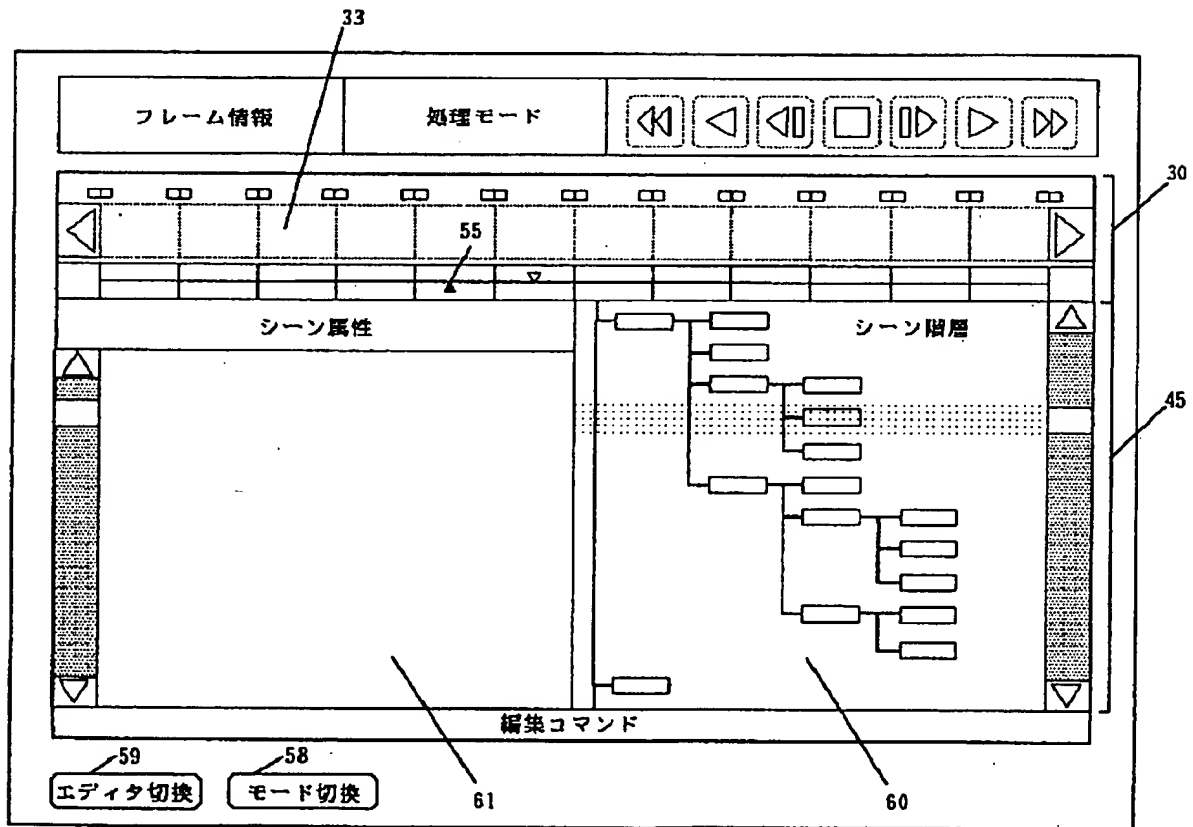 33
フレーム情報
処理モード
30
55
シーン属性
シーン階層
45
編集コマンド
59
58
エディタ切換
モード切換
61
60